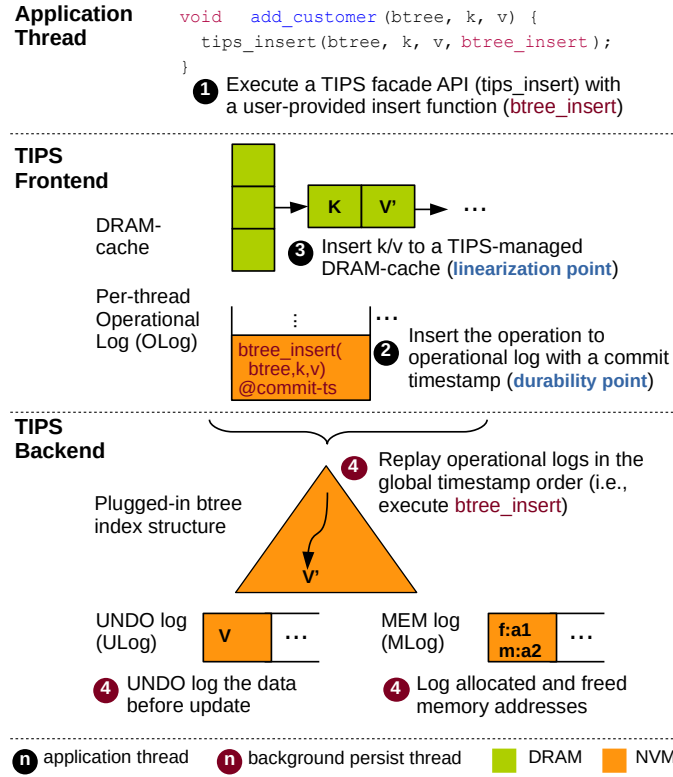 Application
Thread
void add_customer (btree, k, v) {
tips_insert(btree, k, v, btree_insert);
}
1 Execute a TIPS facade API (tips_insert) with
a user-provided insert function (btree_insert)
TIPS
Frontend
K V’ ...
DRAM-
cache
3 Insert k/v to a TIPS-managed
DRAM-cache (linearization point)
Per-thread
Operational
Log (OLog)
⋮ ...
btree_insert(
btree,k,v)
@commit-ts
2 Insert the operation to
operational log with a commit
timestamp (durability point)
TIPS
Backend
4 Replay operational logs in the
global timestamp order (i.e.,
execute btree_insert)
Plugged-in btree
index structure
V’
UNDO log
(ULog)
V ...
MEM log
(MLog)
f:a1
m:a2
...
4 UNDO log the data
before update
4 Log allocated and freed
memory addresses
n application thread n background persist thread DRAM NVM